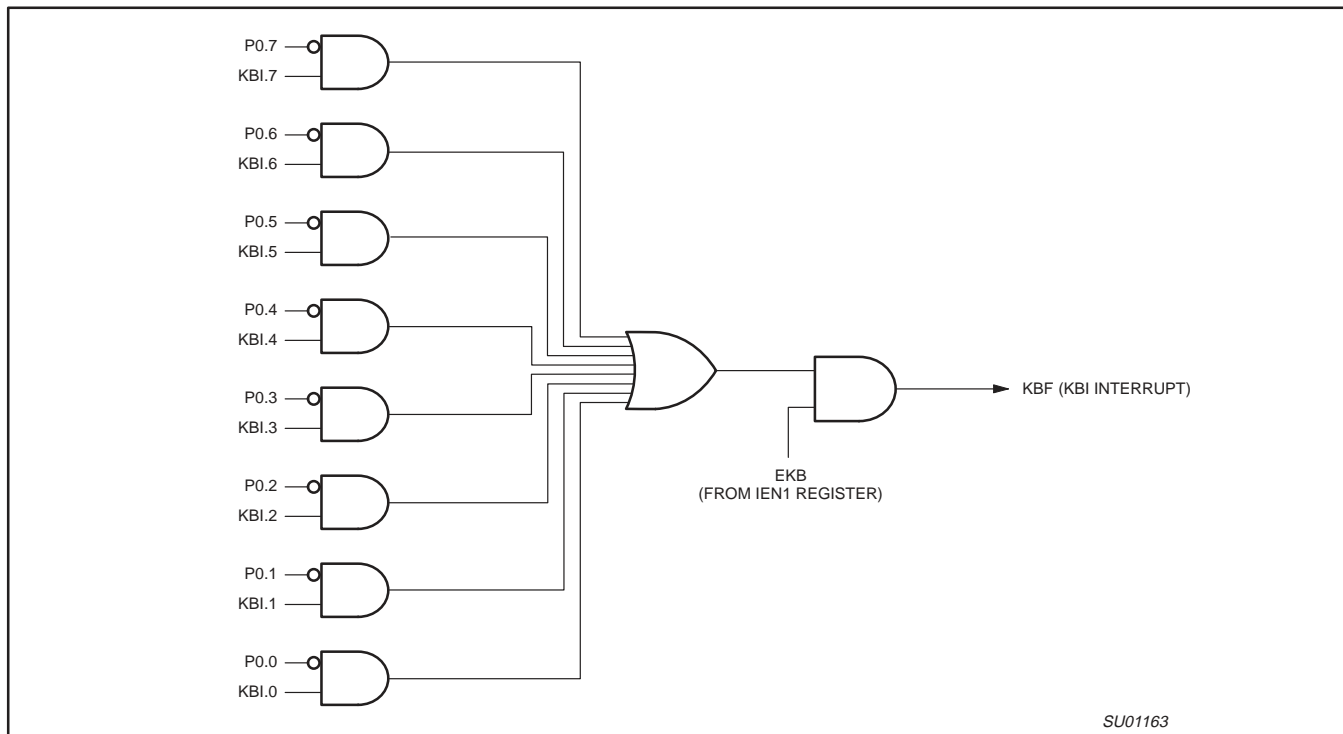 P0.7
KBI.7
P0.6
KBI.6
P0.5
KBI.5
P0.4
KBI.4
P0.3
KBI.3
P0.2
KBI.2
P0.1
KBI.1
P0.0
KBI.0
KBF (KBI INTERRUPT)
EKB
(FROM IEN1 REGISTER)
SU01163